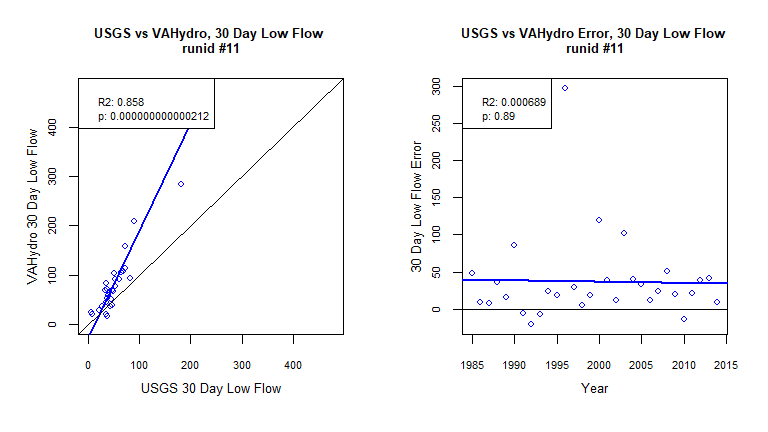 USGS vs VAHydro, 30 Day Low Flow
runid #11
R2: 0.858
p: 0.000000000000212
VAHydro 30 Day Low Flow
400
300
200
100
0
0 100 200 300 400
USGS 30 Day Low Flow
USGS vs VAHydro Error, 30 Day Low Flow
runid #11
R2: 0.000689
p: 0.89
30 Day Low Flow Error
300
250
200
150
100
50
0
1985 1990 1995 2000 2005 2010 2015
Year